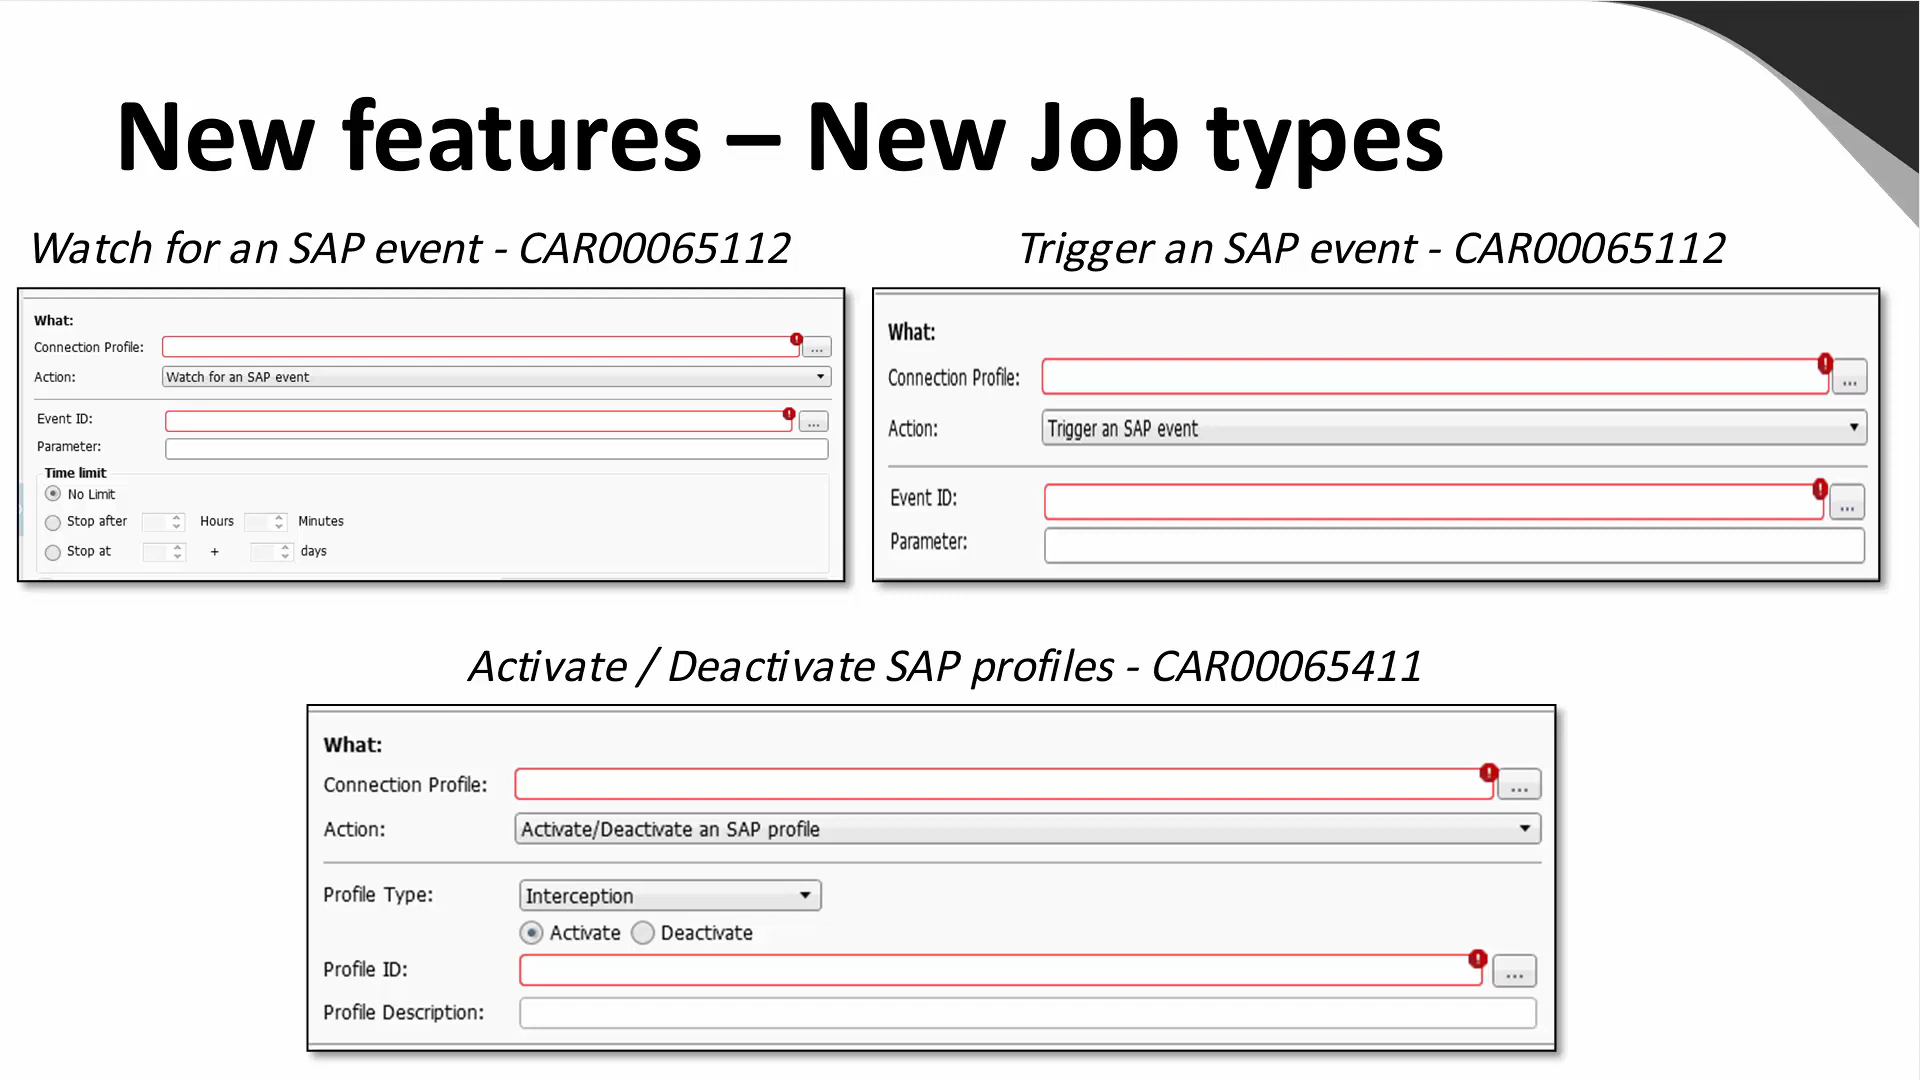 New features – New Job types
Watch for an SAP event - CAR00065112
What:
Connection Profile:
...
Action:
Watch for an SAP event
Event ID:
...
Parameter:
Time limit
No Limit
Stop after
Hours
Minutes
Stop at
+
days
Trigger an SAP event - CAR00065112
What:
Connection Profile:
...
Action:
Trigger an SAP event
Event ID:
...
Parameter:
Activate / Deactivate SAP profiles - CAR00065411
What:
Connection Profile:
...
Action:
Activate/Deactivate an SAP profile
Profile Type:
Interception
Activate
Deactivate
Profile ID:
...
Profile Description: